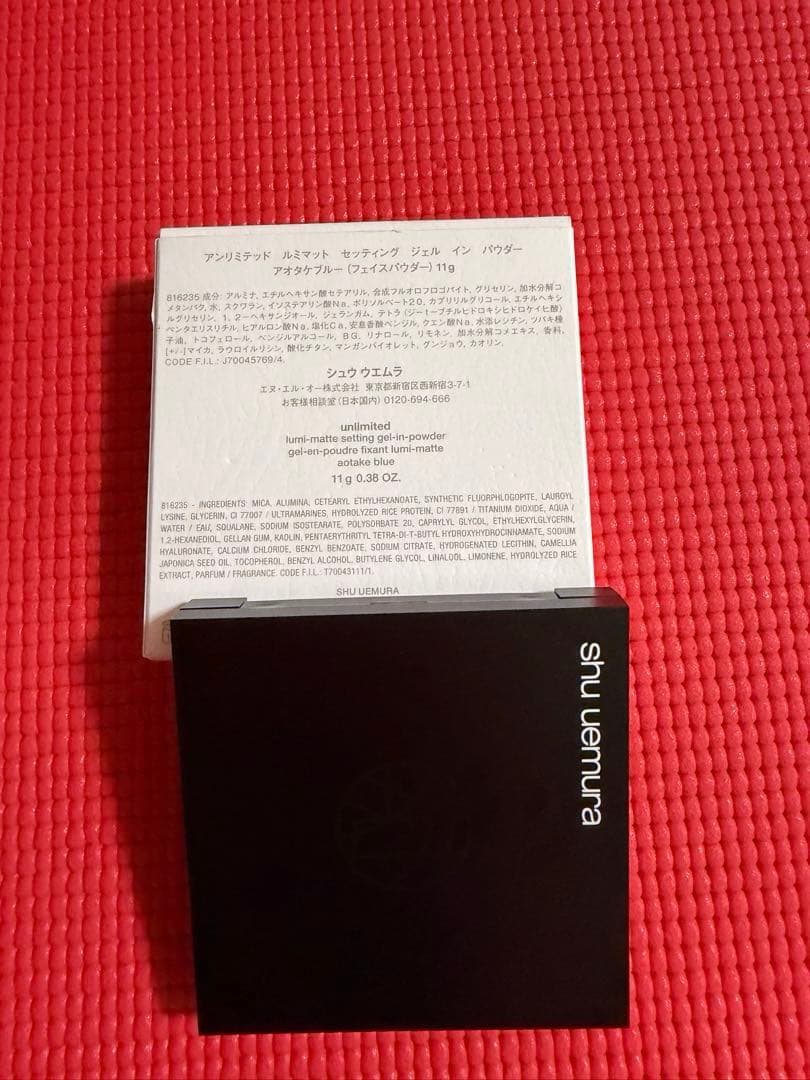 アンリミテッド ルミマット セッティング ジェル イン パウダー
アオタケブルー (フェイスパウダー) 11g
816235 成分: アルミナ, エチルヘキサン酸セテアリル, 合成フルオロフロゴパイト, グリセリン, 加水分解コ
メタンパク, 水, スクワラン, イソステアリン酸Na, ポリソルベート20, カプリリルグリコール, エチルヘキシ
ルグリセリン, 1, 2-ヘキサンジオール, ジェランガム, テトラ (ジ-t-ブチルヒドロキシヒドロケイヒ酸)
ペンタエリスリチル, ヒアルロン酸Na, 塩化Ca, 安息香酸ベンジル, クエン酸Na, 水添レシチン, ツバキ種
子油, トコフェロール, ベンジルアルコール, BG, リナロール, リモネン, 加水分解コメエキス, 香料,
[+/-]マイカ, ラウロイルリシン, 酸化チタン, マンガンバイオレット, グンジョウ, カオリン.
CODE F.I.L.: J70045769/4.
シュウ ウエムラ
エヌ・エル・オー株式会社 東京都新宿区西新宿3-7-1
お客様相談室 (日本国内) 0120-694-666
unlimited
lumi-matte setting gel-in-powder
gel-en-poudre fixant lumi-matte
aotake blue
11 g 0.38 OZ.
816235 - INGREDIENTS: MICA, ALUMINA, CETEARYL ETHYLHEXANOATE, SYNTHETIC FLUORPHLOGOPITE, LAUROYL
LYSINE, GLYCERIN, CI 77007 / ULTRAMARINES, HYDROLYZED RICE PROTEIN, CI 77891 / TITANIUM DIOXIDE, AQUA /
WATER / EAU, SQUALANE, SODIUM ISOSTEARATE, POLYSORBATE 20, CAPRYLYL GLYCOL, ETHYLHEXYLGLYCERIN,
1,2-HEXANEDIOL, GELLAN GUM, KAOLIN, PENTAERYTHRITYL TETRA-DI-T-BUTYL HYDROXYHYDROCINNAMATE, SODIUM
HYALURONATE, CALCIUM CHLORIDE, BENZYL BENZOATE, SODIUM CITRATE, HYDROGENATED LECITHIN, CAMELLIA
JAPONICA SEED OIL, TOCOPHEROL, BENZYL ALCOHOL, BUTYLENE GLYCOL, LINALOOL, LIMONENE, HYDROLYZED RICE
EXTRACT, PARFUM / FRAGRANCE. CODE F.I.L.: T70043111/1.
SHU UEMURA
shu uemura